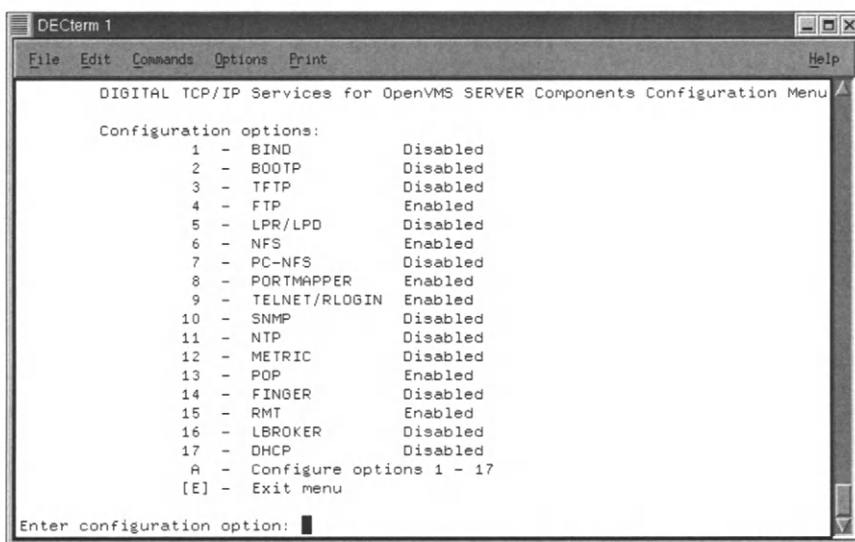 DECterm 1
File Edit Commands Options Print Help
DIGITAL TCP/IP Services for OpenVMS SERVER Components Configuration Menu
Configuration options:
1 - BIND Disabled
2 - BOOTP Disabled
3 - TFTP Disabled
4 - FTP Enabled
5 - LPR/LPD Disabled
6 - NFS Enabled
7 - PC-NFS Disabled
8 - PORTMAPPER Enabled
9 - TELNET/RLOGIN Enabled
10 - SNMP Disabled
11 - NTP Disabled
12 - METRIC Disabled
13 - POP Enabled
14 - FINGER Disabled
15 - RMT Enabled
16 - LBROKER Disabled
17 - DHCP Disabled
A - Configure options 1 - 17
[E] - Exit menu
Enter configuration option: